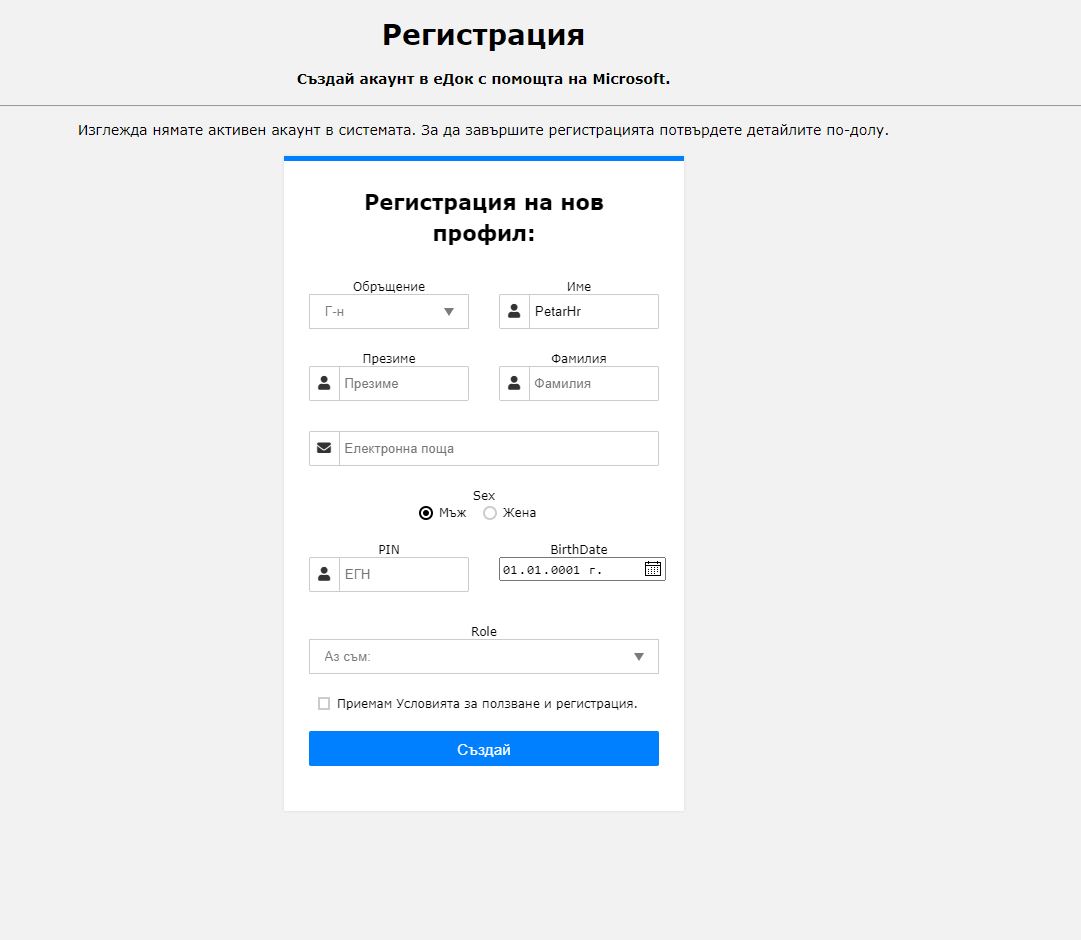 Регистрация
Създай акаунт в еДок с помощта на Microsoft.
Изглежда нямате активен акаунт в системата. За да завършите регистрацията потвърдете детайлите по-долу.
Регистрация на нов
профил:
Обръщение
Име
Г-н
PetarHr
Презиме
Фамилия
Презиме
Фамилия
Електронна поща
Sex
Мъж Жена
PIN
BirthDate
ЕГН
01.01.0001 г.
Role
Аз съм:
Приемам Условията за ползване и регистрация.
Създай